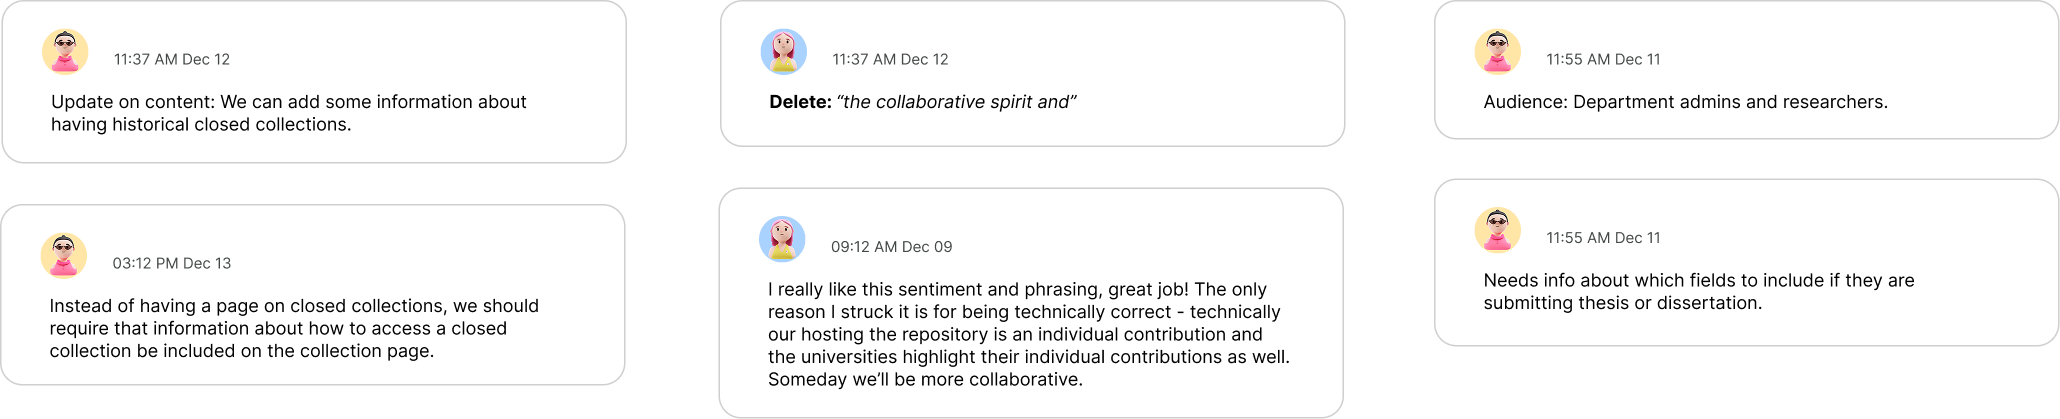 11:37 AM Dec 12
Update on content: We can add some information about
having historical closed collections.
03:12 PM Dec 13
Instead of having a page on closed collections, we should
require that information about how to access a closed
collection be included on the collection page.
11:37 AM Dec 12
Delete: “the collaborative spirit and”
09:12 AM Dec 09
I really like this sentiment and phrasing, great job! The only
reason I struck it is for being technically correct - technically
our hosting the repository is an individual contribution and
the universities highlight their individual contributions as well.
Someday we’ll be more collaborative.
11:55 AM Dec 11
Audience: Department admins and researchers.
11:55 AM Dec 11
Needs info about which fields to include if they are
submitting thesis or dissertation.